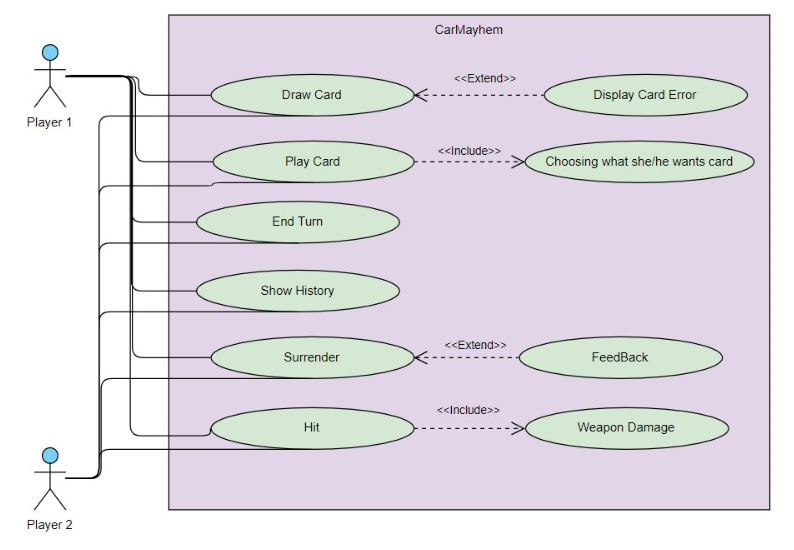 CarMayhem
Player 1
Draw Card
<<Extend>>
Display Card Error
Play Card
<<Include>>
Choosing what she/he wants card
End Turn
Show History
Surrender
<<Extend>>
FeedBack
Hit
<<Include>>
Weapon Damage
Player 2